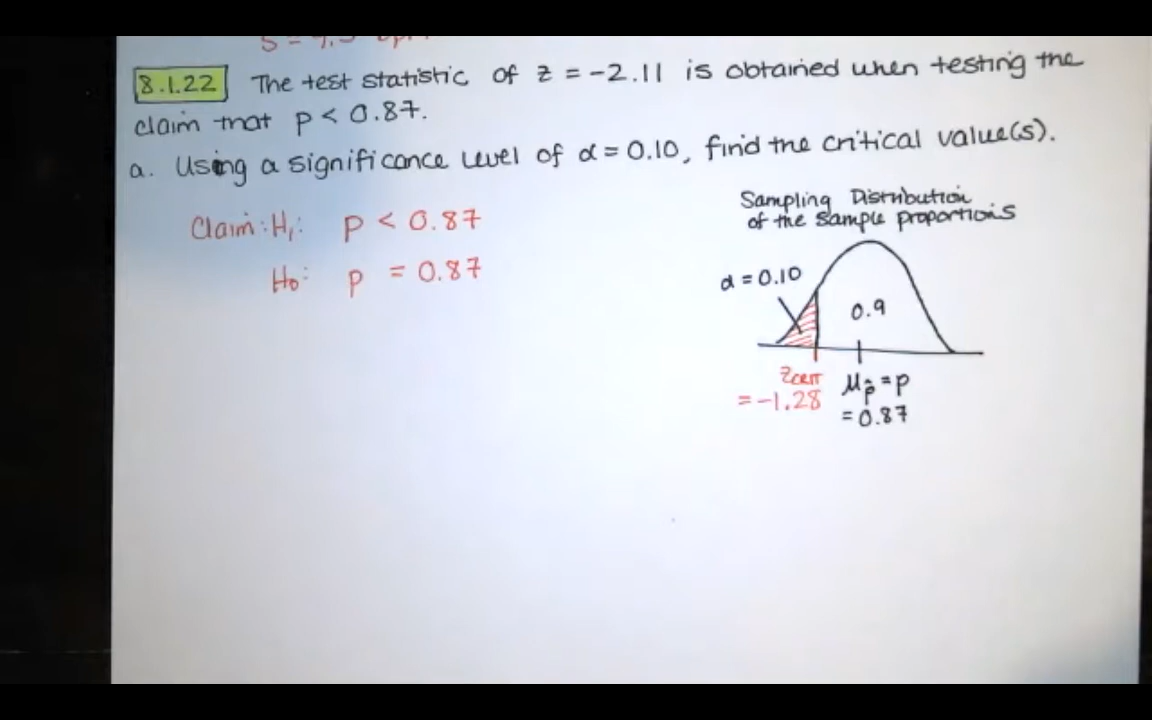 8.1.22 The test statistic of z = -2.11 is obtained when testing the
claim that p < 0.87.
a. Using a significance level of α = 0.10, find the critical value(s).
Claim: H₁: p < 0.87
H₀: p = 0.87
Sampling Distribution
of the sample proportions
α = 0.10
0.9
Zcrit
= -1.28
μp̂ = p
= 0.87